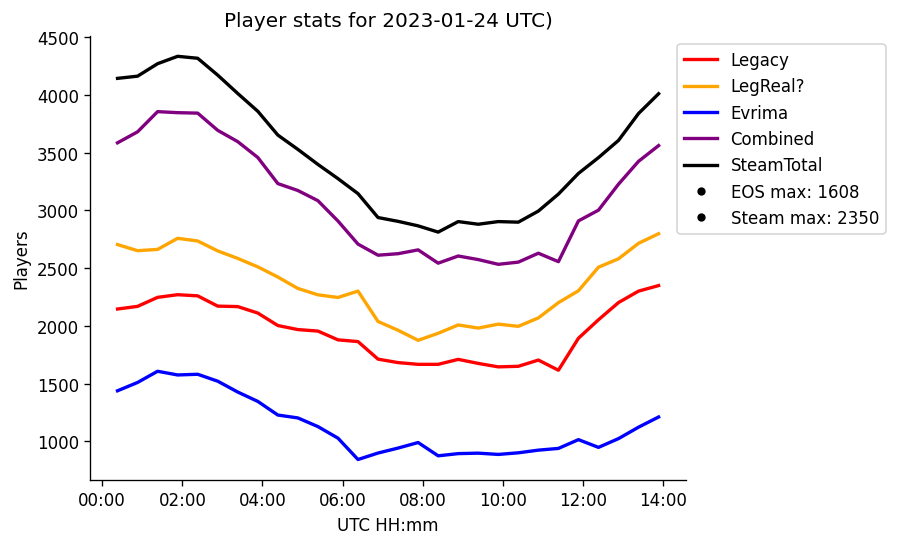 Player stats for 2023-01-24 UTC)
4500
4000
3500
3000
2500
2000
1500
1000
Players
00:00 02:00 04:00 06:00 08:00 10:00 12:00 14:00
UTC HH:mm
Legacy
LegReal?
Evrima
Combined
SteamTotal
EOS max: 1608
Steam max: 2350